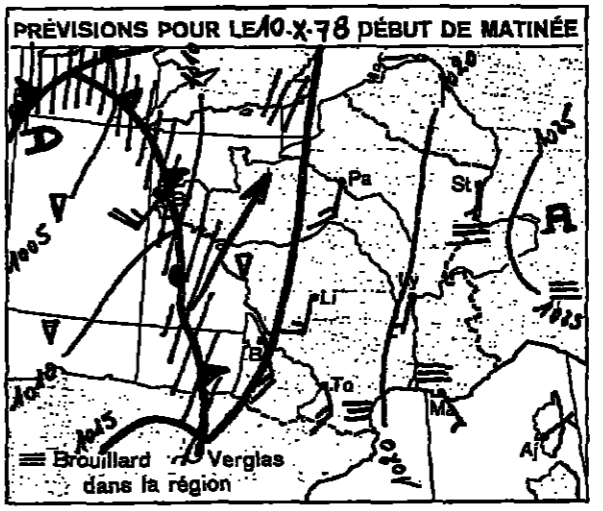 PRÉVISIONS POUR LE 10-X-78 DÉBUT DE MATINÉE
1020
1025
D
Pa
St
A
1005
Li
Ly
1025
B
1010
To
Ma
1015
1020
Aj
Brouillard
Verglas
dans la région